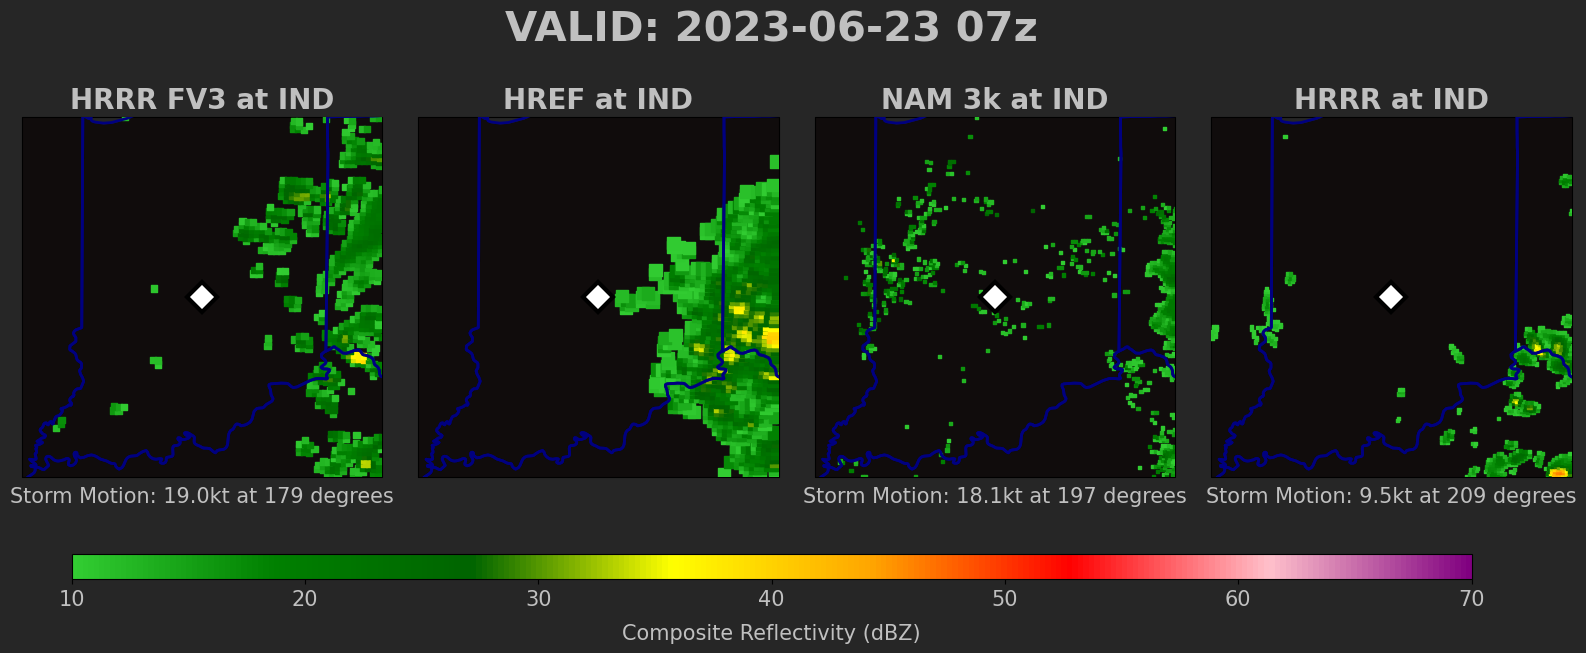 VALID: 2023-06-23 07z
HRRR FV3 at IND
HREF at IND
NAM 3k at IND
HRRR at IND
Storm Motion: 19.0kt at 179 degrees
Storm Motion: 18.1kt at 197 degrees
Storm Motion: 9.5kt at 209 degrees
10 20 30 40 50 60 70
Composite Reflectivity (dBZ)